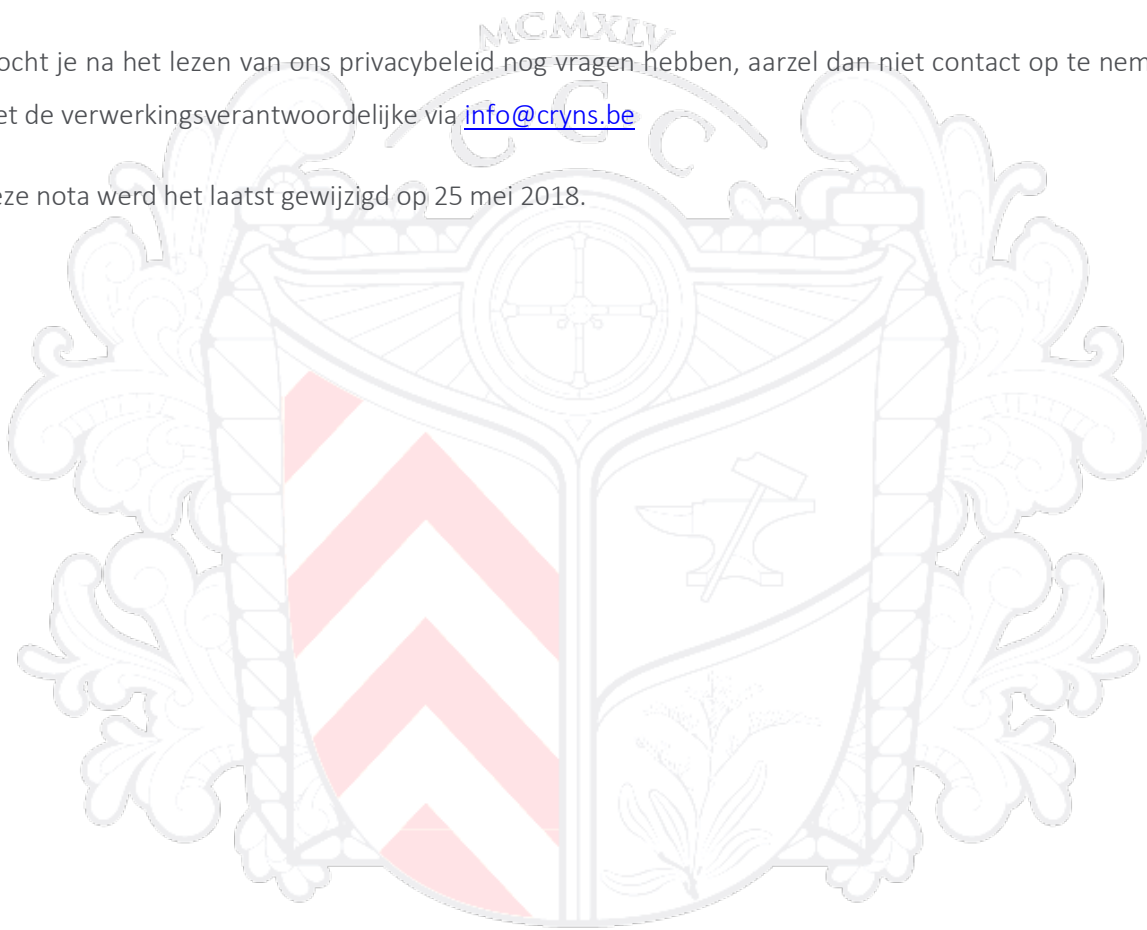 MCMXLV
ocht je na het lezen van ons privacybeleid nog vragen hebben, aarzel dan niet contact op te nem
C C C
et de verwerkingsverantwoordelijke via info@cryns.be
eze nota werd het laatst gewijzigd op 25 mei 2018.